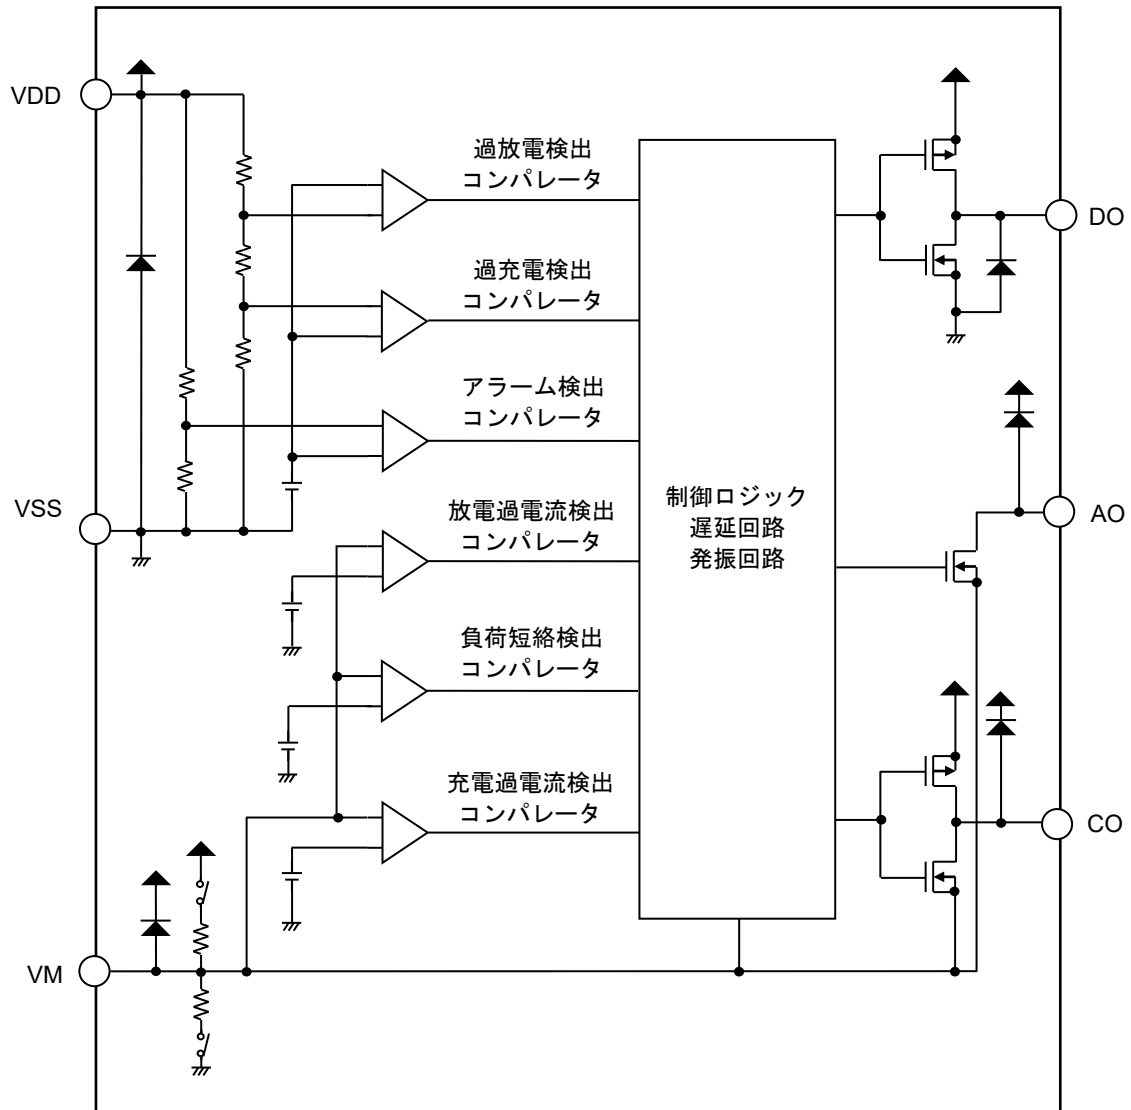 VDD
過放電検出
コンパレータ
DO
過充電検出
コンパレータ
アラーム検出
コンパレータ
VSS
放電過電流検出
コンパレータ
制御ロジック
遅延回路
発振回路
AO
負荷短絡検出
コンパレータ
充電過電流検出
コンパレータ
CO
VM